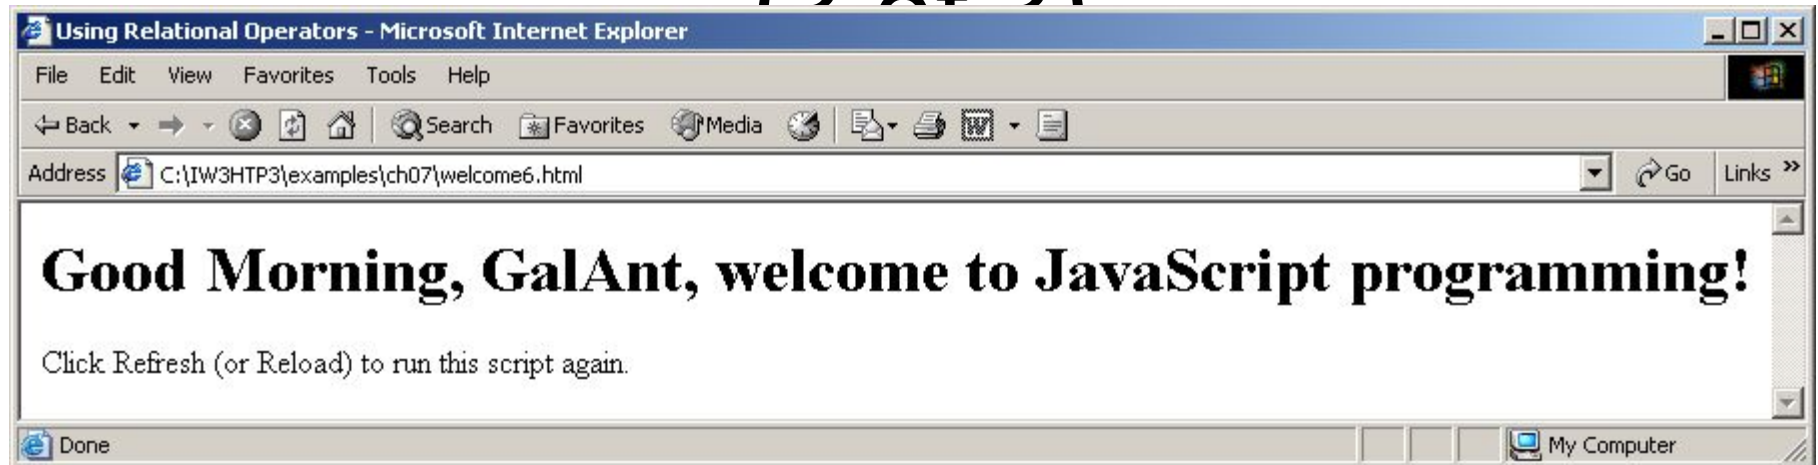 Using Relational Operators - Microsoft Internet Explorer
File Edit View Favorites Tools Help
Back Search Favorites Media
Address C:\IW3HTP3\examples\ch07\welcome6.html Go Links »
Good Morning, GalAnt, welcome to JavaScript programming!
Click Refresh (or Reload) to run this script again.
Done My Computer